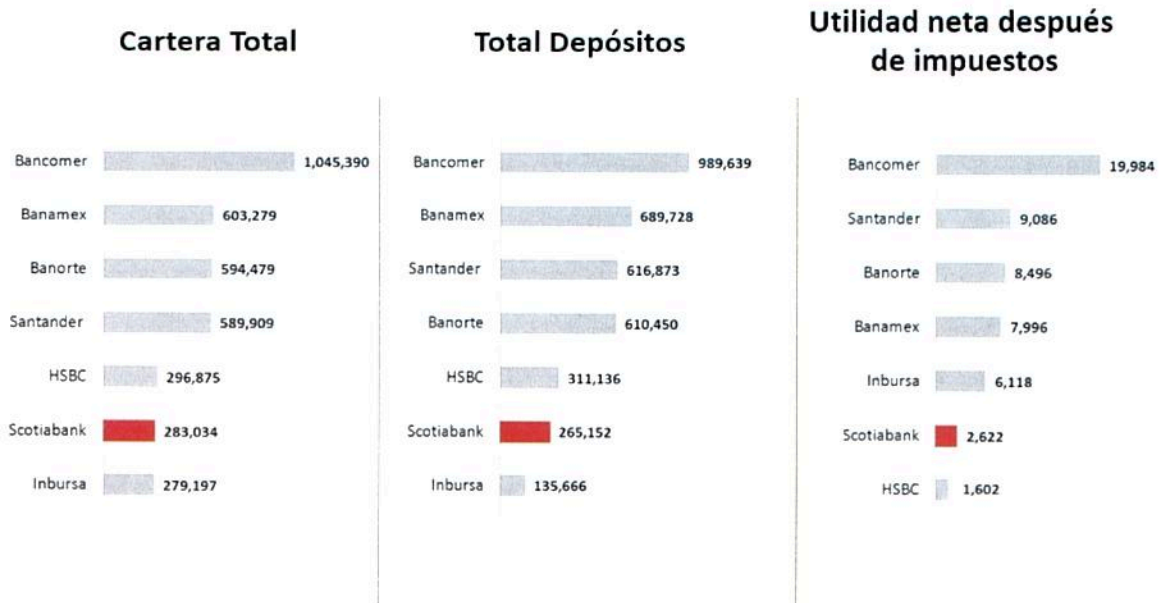 Cartera Total
Bancomer 1,045,390
Banamex 603,279
Banorte 594,479
Santander 589,909
HSBC 296,875
Scotiabank 283,034
Inbursa 279,197
Total Depósitos
Bancomer 989,639
Banamex 689,728
Santander 616,873
Banorte 610,450
HSBC 311,136
Scotiabank 265,152
Inbursa 135,666
Utilidad neta después
de impuestos
Bancomer 19,984
Santander 9,086
Banorte 8,496
Banamex 7,996
Inbursa 6,118
Scotiabank 2,622
HSBC 1,602